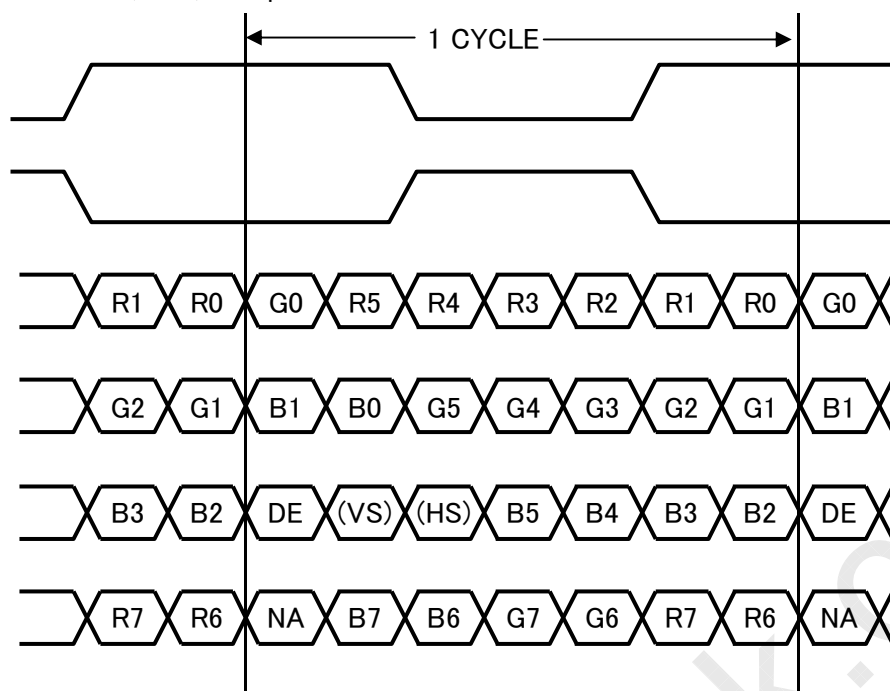 1 CYCLE
R1 R0 G0 R5 R4 R3 R2 R1 R0 G0
G2 G1 B1 B0 G5 G4 G3 G2 G1 B1
B3 B2 DE (VS) (HS) B5 B4 B3 B2 DE
R7 R6 NA B7 B6 G7 G6 R7 R6 NA